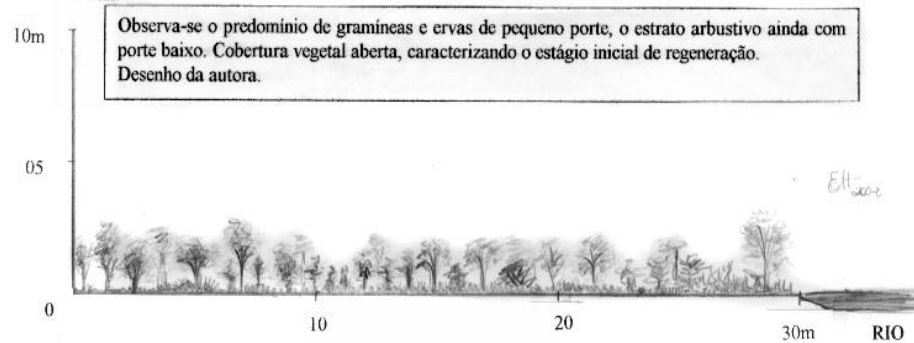 Observa-se o predomínio de gramíneas e ervas de pequeno porte, o estrato arbustivo ainda com
porte baixo. Cobertura vegetal aberta, caracterizando o estágio inicial de regeneração.
Desenho da autora.
10m
05
0
10
20
30m
RIO